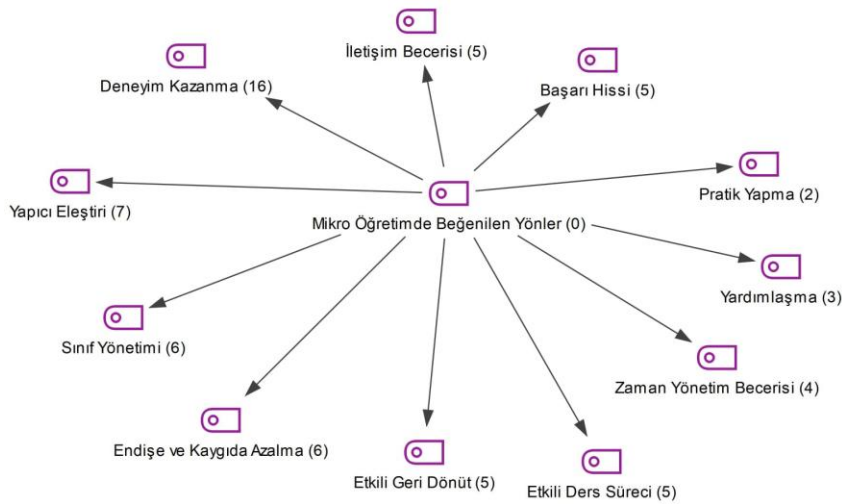 İletişim Becerisi (5)
Deneyim Kazanma (16)
Başarı Hissi (5)
Pratik Yapma (2)
Yapıcı Eleştiri (7)
Mikro Öğretimde Beğenilen Yönler (0)
Yardımlaşma (3)
Sınıf Yönetimi (6)
Zaman Yönetim Becerisi (4)
Endişe ve Kaygıda Azalma (6)
Etkili Geri Dönüt (5)
Etkili Ders Süreci (5)